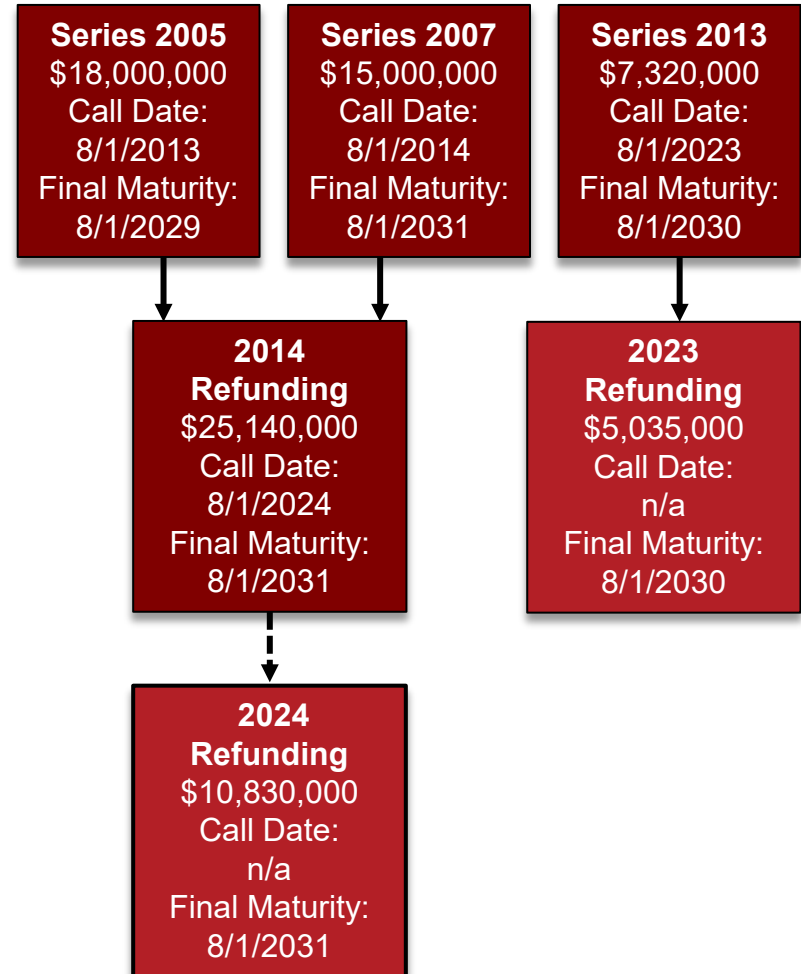 Series 2005
$18,000,000
Call Date:
8/1/2013
Final Maturity:
8/1/2029
Series 2007
$15,000,000
Call Date:
8/1/2014
Final Maturity:
8/1/2031
Series 2013
$7,320,000
Call Date:
8/1/2023
Final Maturity:
8/1/2030
2014
Refunding
$25,140,000
Call Date:
8/1/2024
Final Maturity:
8/1/2031
2023
Refunding
$5,035,000
Call Date:
n/a
Final Maturity:
8/1/2030
2024
Refunding
$10,830,000
Call Date:
n/a
Final Maturity:
8/1/2031